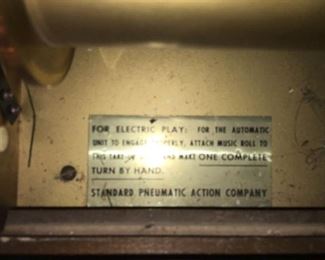 FOR ELECTRIC PLAY: FOR THE AUTOMATIC
UNIT TO ENGAGE PROPERLY, ATTACH MUSIC ROLL TO
THIS TAKE-UP AND MAKE ONE COMPLETE
TURN BY HAND.
STANDARD PNEUMATIC ACTION COMPANY